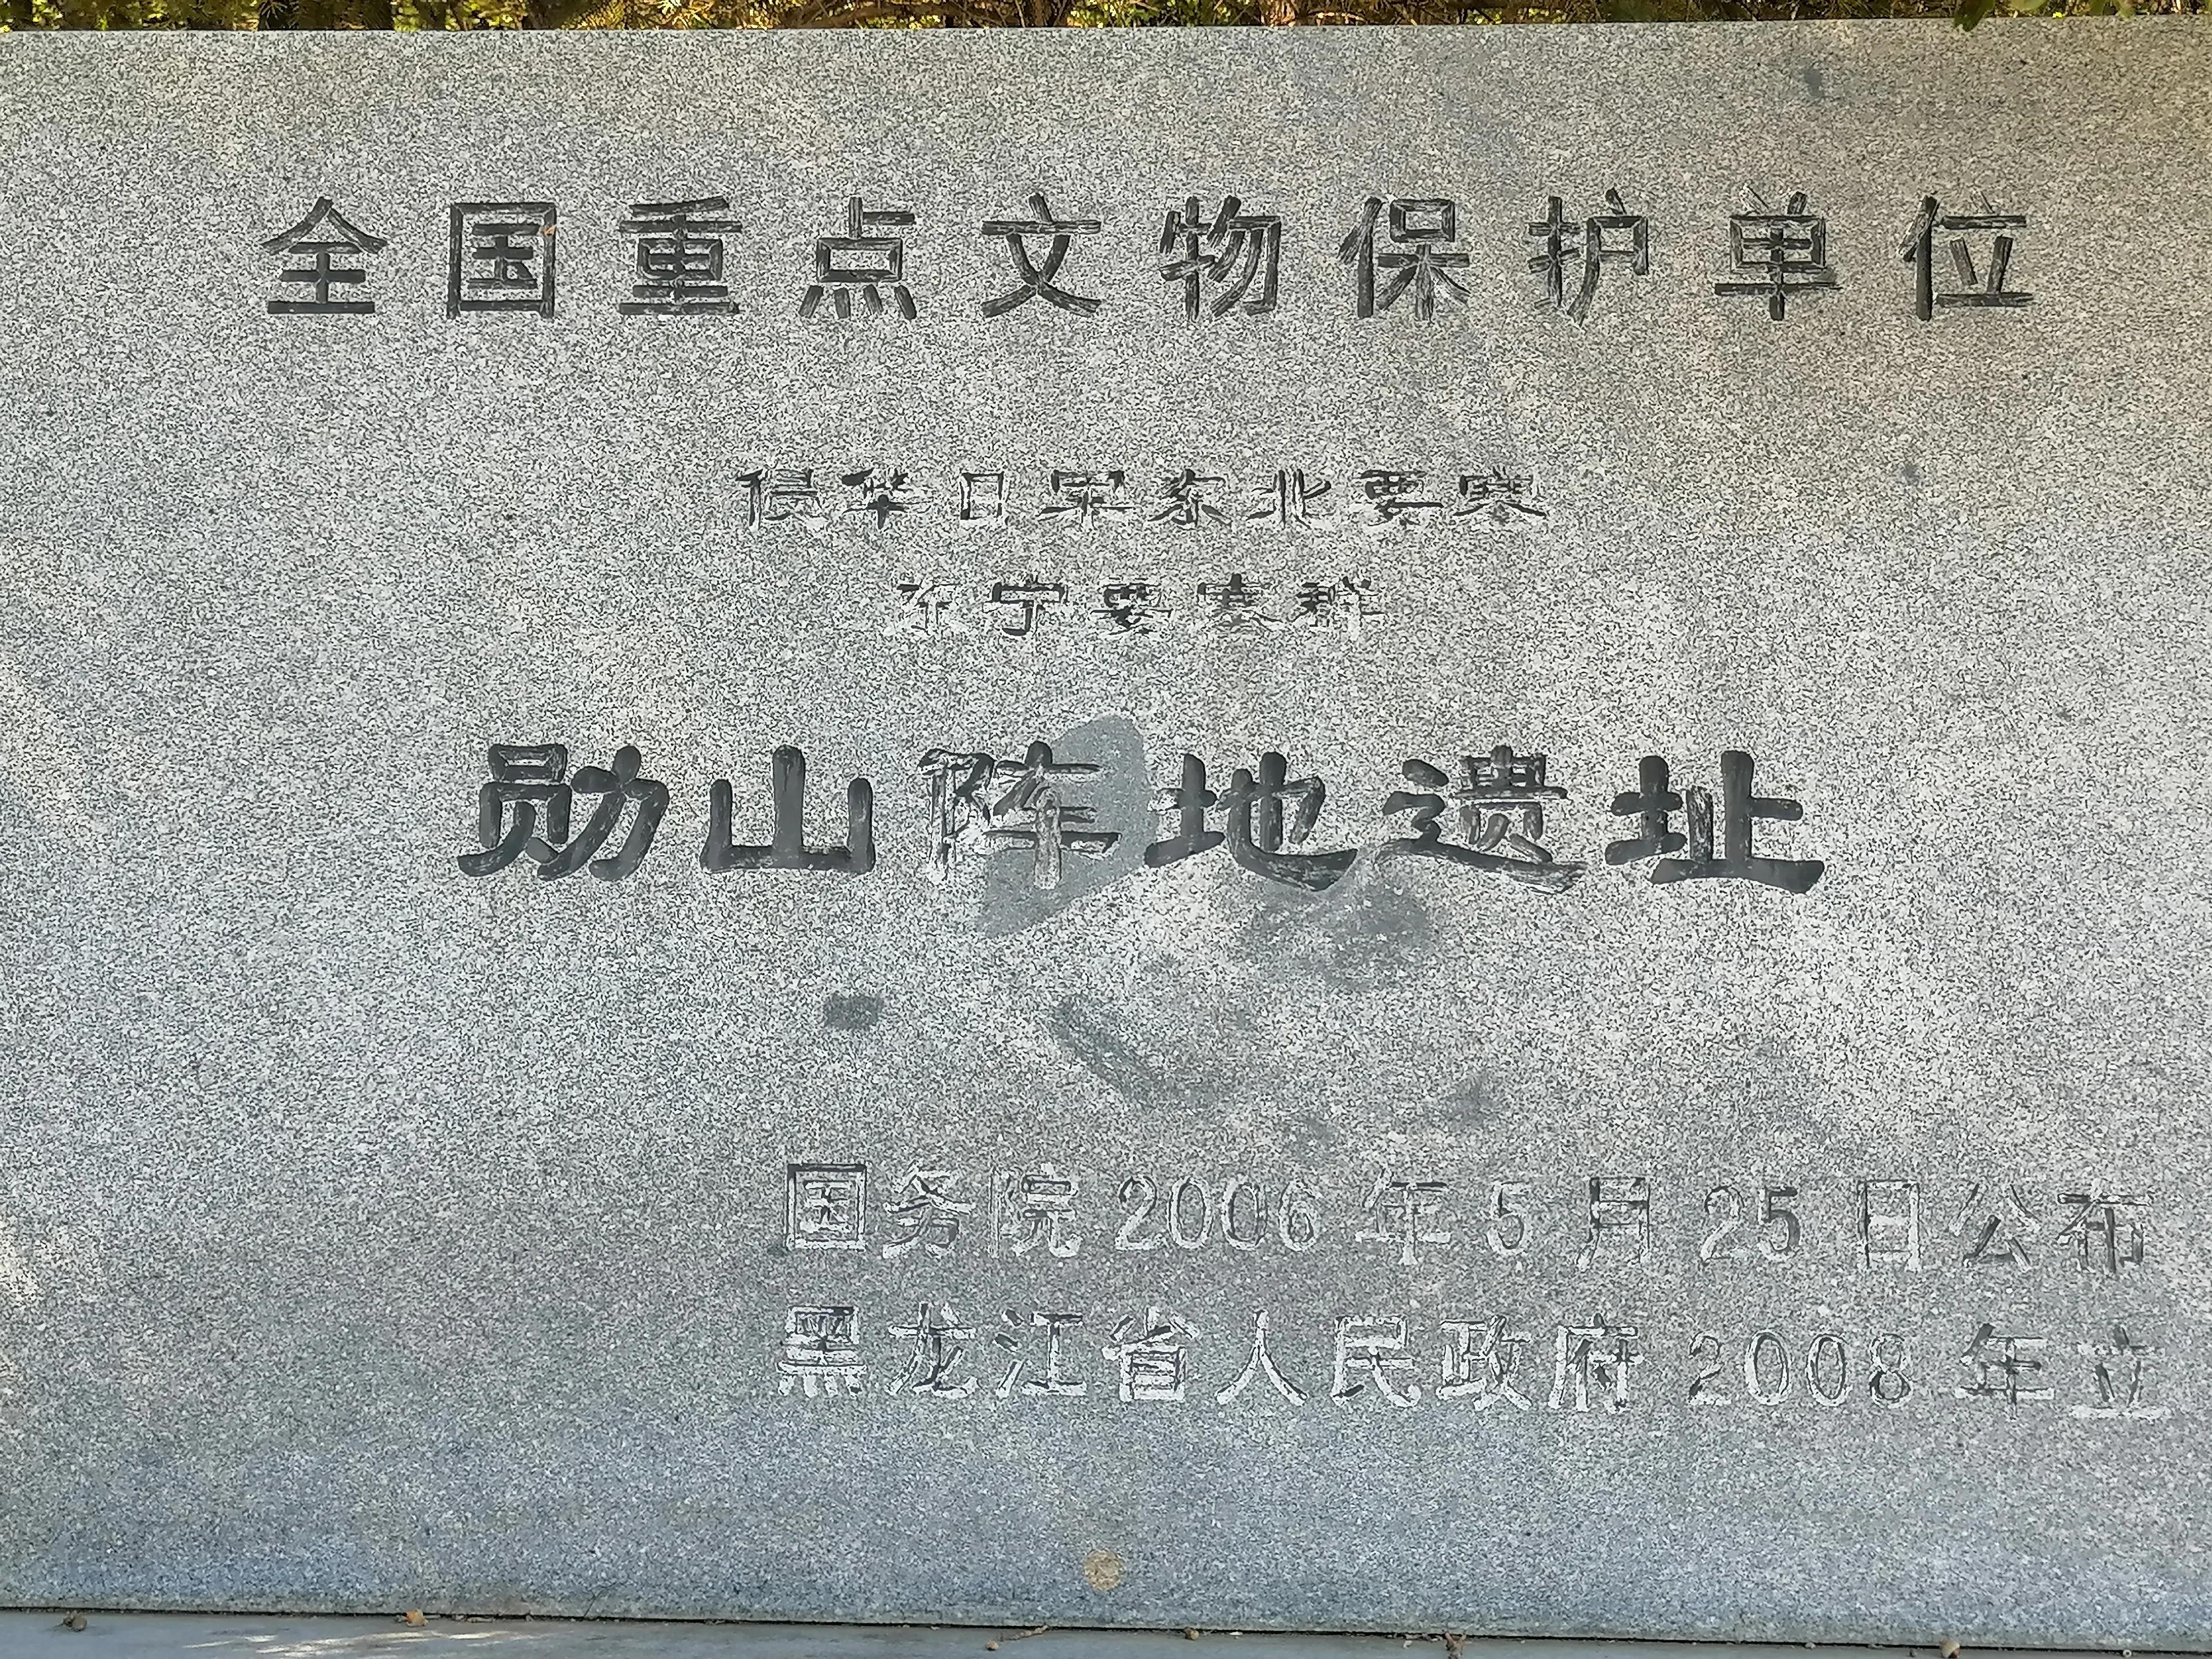 全国重点文物保护单位
侵华日军东北要塞
东宁要塞群
勋山阵地遗址
国务院2006年5月25日公布
黑龙江省人民政府2008年立